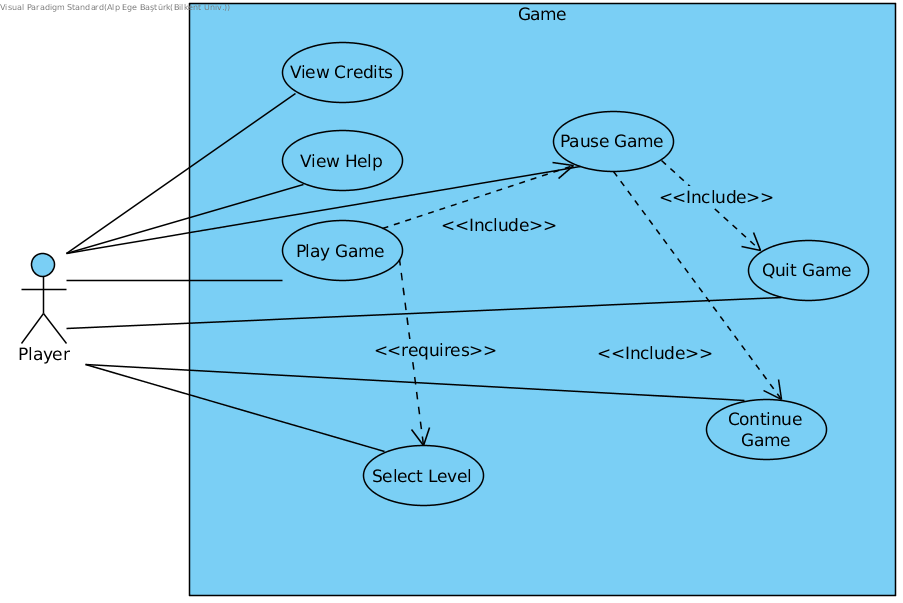 Visual Paradigm Standard(Alp Ege Baştürk(Bilkent Univ.))
Game
View Credits
Pause Game
View Help
<<Include>>
<<Include>>
Play Game
Quit Game
Player
<<requires>>
<<Include>>
Continue
Game
Select Level